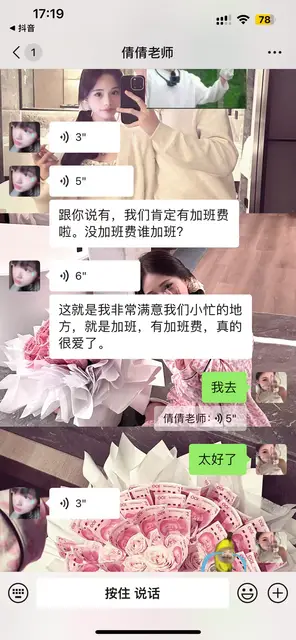 17:19
78
抖音
1
倩倩老师
3"
5"
跟你说有，我们肯定有加班费
啦。没加班费谁加班？
6"
这就是我非常满意我们小忙的地
方，就是加班，有加班费，真的
很爱了。
我去
倩倩老师： 5"
太好了
3"
按住 说话